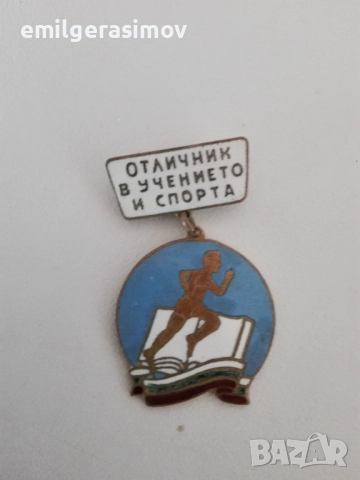 emilgerasimov
ОТЛИЧНИК
В УЧЕНИЕТО
И СПОРТА
BAZAR